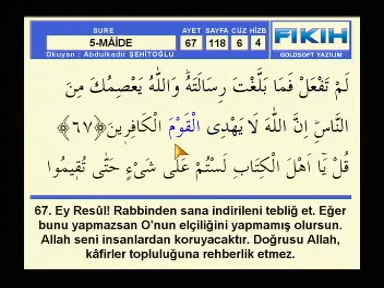 SURE
AYET SAYFA CÜZ HİZB
5-MÂİDE
67 118 6 4
FIKIH
Okuyan : Abdulkadir ŞEHİTOĞLU
GOLDSOFT YAZILIM
لَمْ تَفْعَلْ فَمَا بَلَّغْتَ رِسَالَتَهُ وَاللّٰهُ يَعْصِمُكَ مِنَ
النَّاسِ اِنَّ اللّٰهَ لَا يَهْدِى الْقَوْمَ الْكَافِرِينَ ﴿٦٧﴾
قُلْ يَا اَهْلَ الْكِتَابِ لَسْتُمْ عَلٰى شَىْءٍ حَتّٰى تُقِيمُوا
67. Ey Resûl! Rabbinden sana indirileni tebliğ et. Eğer
bunu yapmazsan O'nun elçiliğini yapmamış olursun.
Allah seni insanlardan koruyacaktır. Doğrusu Allah,
kâfirler topluluğuna rehberlik etmez.